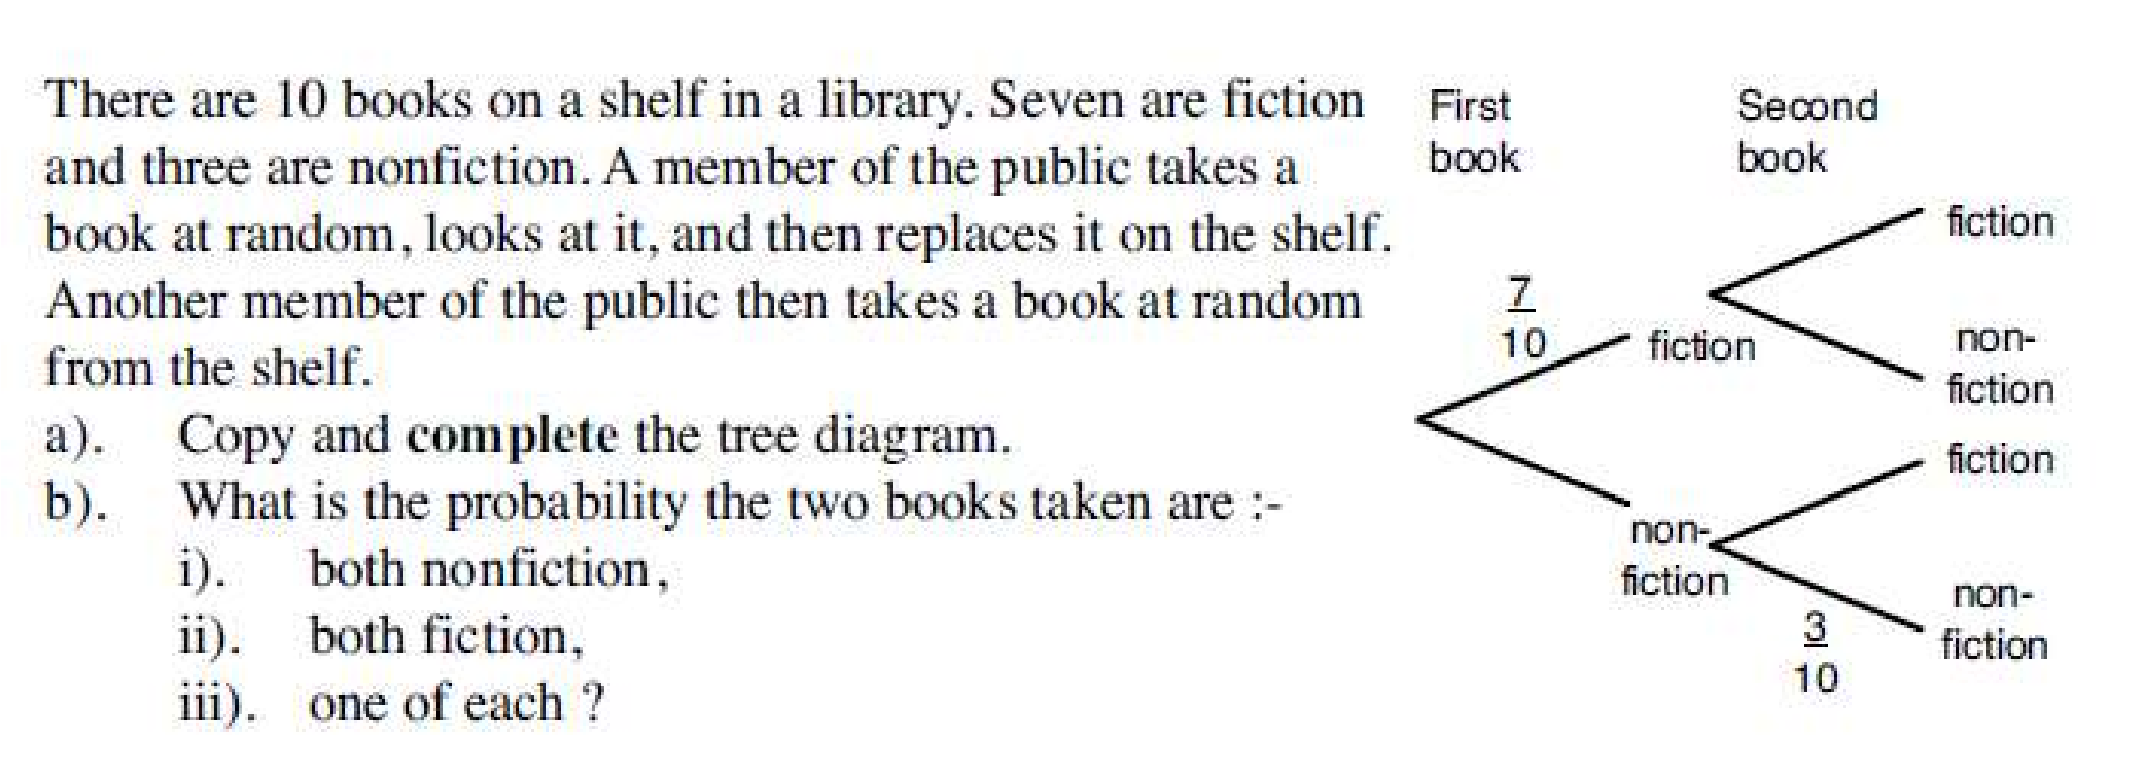 There are 10 books on a shelf in a library. Seven are fiction
and three are nonfiction. A member of the public takes a
book at random, looks at it, and then replaces it on the shelf.
Another member of the public then takes a book at random
from the shelf.
a). Copy and complete the tree diagram.
b). What is the probability the two books taken are :-
i). both nonfiction,
ii). both fiction,
iii). one of each ?
First
book
Second
book
7
10
fiction
non-
fiction
fiction
non-
fiction
fiction
non-
fiction
3
10